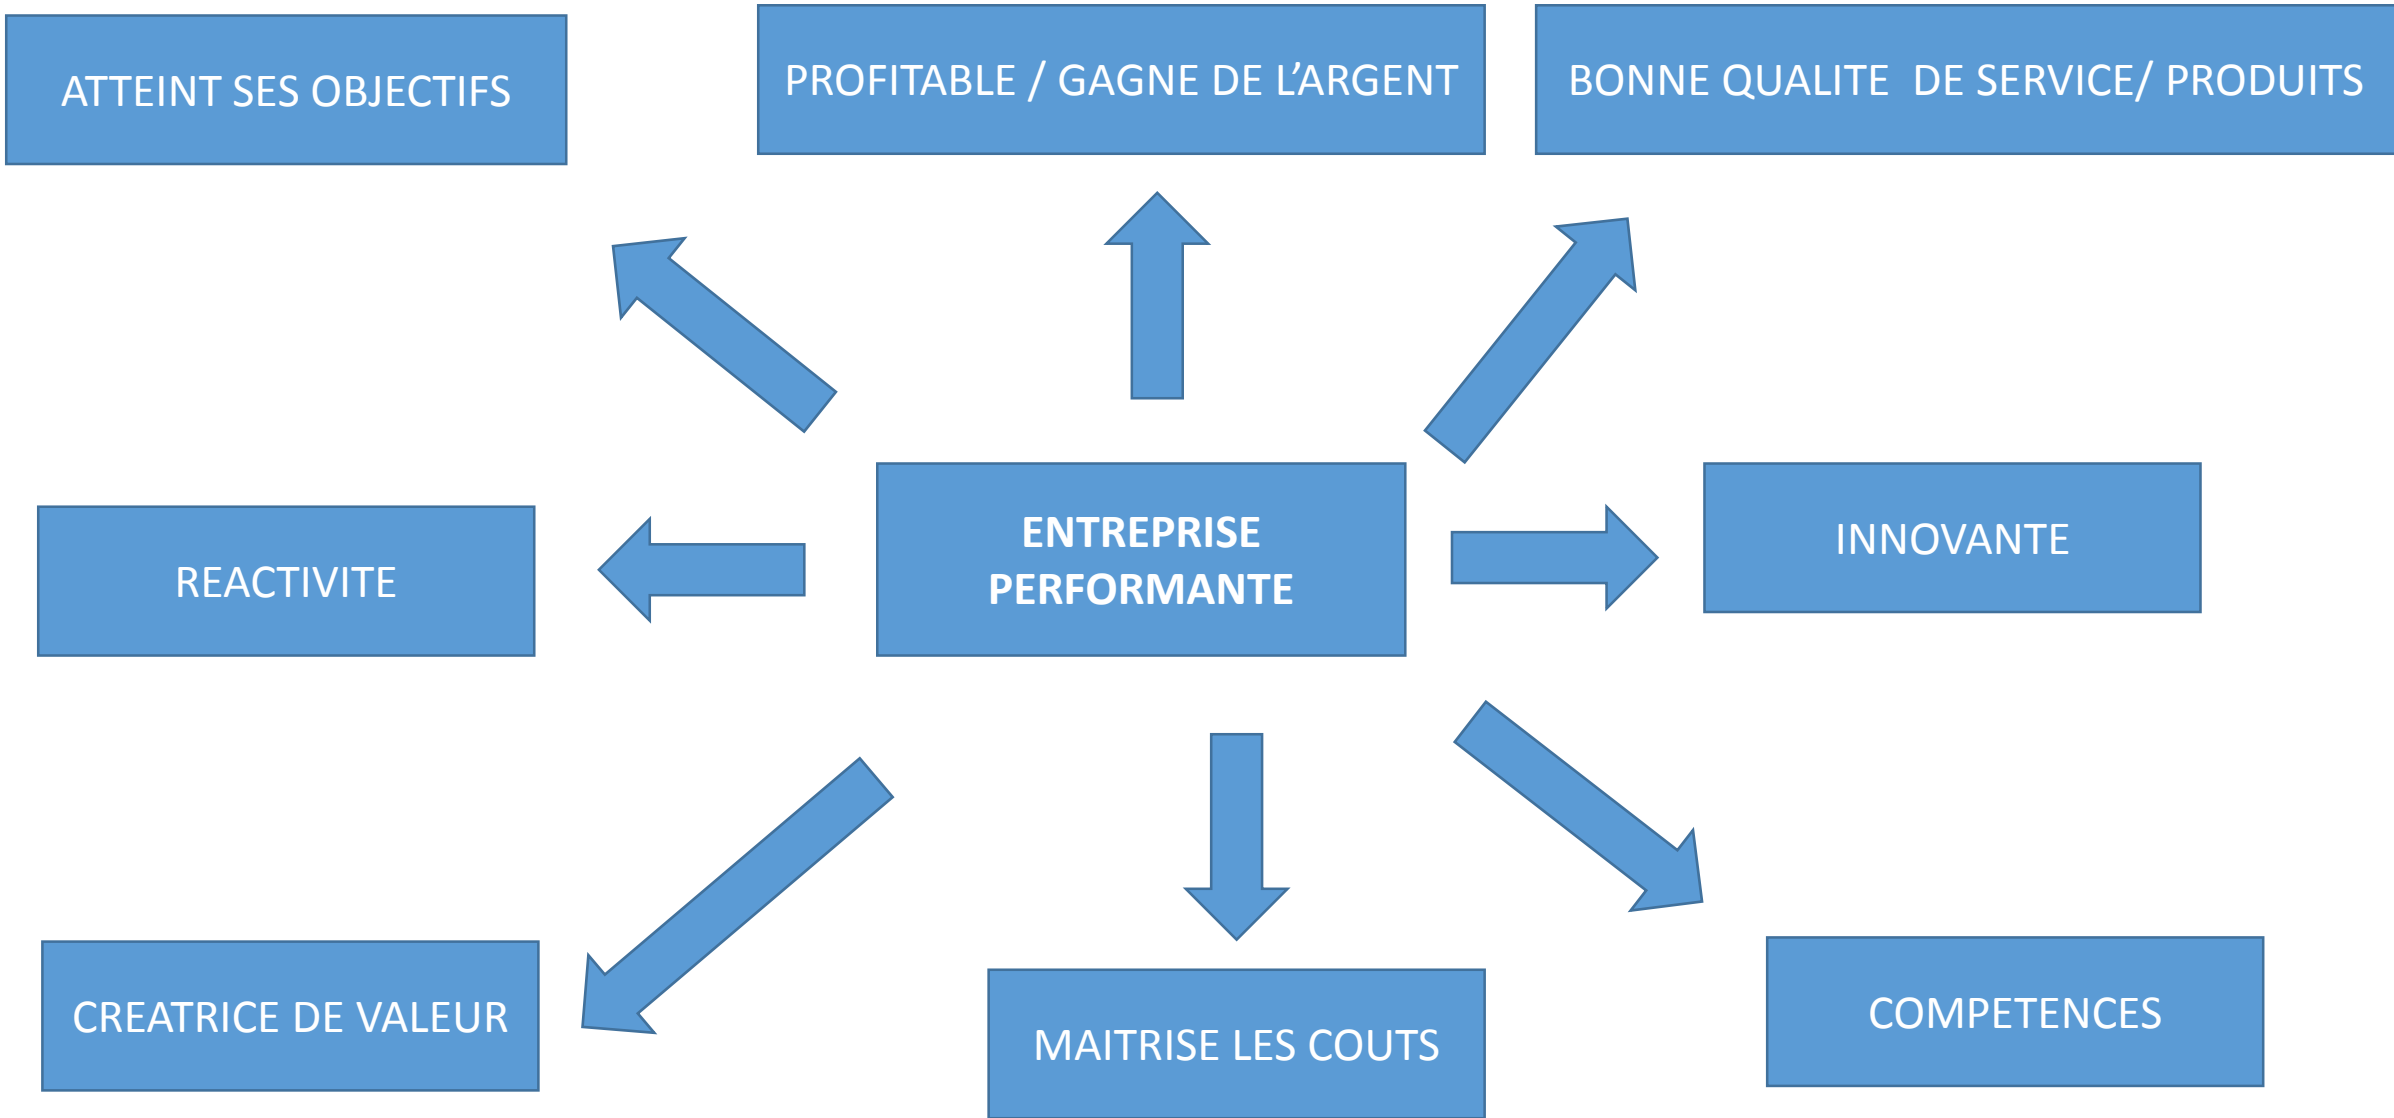 ATTEINT SES OBJECTIFS
PROFITABLE / GAGNE DE L’ARGENT
BONNE QUALITE  DE SERVICE/ PRODUITS
REACTIVITE
ENTREPRISE
PERFORMANTE
INNOVANTE
CREATRICE DE VALEUR
MAITRISE LES COUTS
COMPETENCES